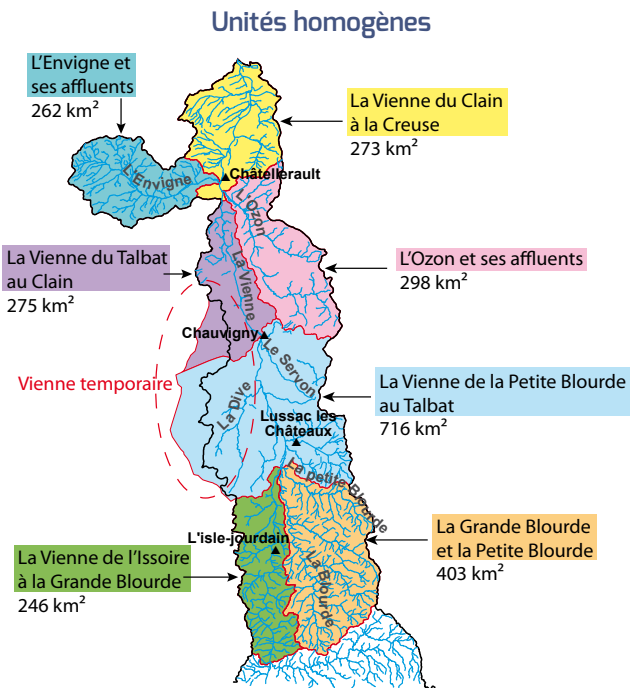 Unités homogènes
L'Envigne et
ses affluents
262 km²
La Vienne du Clain
à la Creuse
273 km²
Châtellerault
L'Envigne
L'Ozon
La Vienne du Talbat
au Clain
275 km²
La Vienne
L'Ozon et ses affluents
298 km²
Chauvigny
Le Servon
Vienne temporaire
La Dive
La Vienne de la Petite Blourde
au Talbat
716 km²
Lussac les
Châteaux
La petite Blourde
L'isle-jourdain
La Grande Blourde
et la Petite Blourde
403 km²
La Vienne de l'Issoire
à la Grande Blourde
246 km²
La Blourde